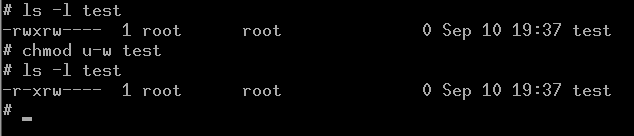 # ls -l test
-rwxrw---- 1 root root 0 Sep 10 19:37 test
# chmod u-w test
# ls -l test
-r-xrw---- 1 root root 0 Sep 10 19:37 test
# _